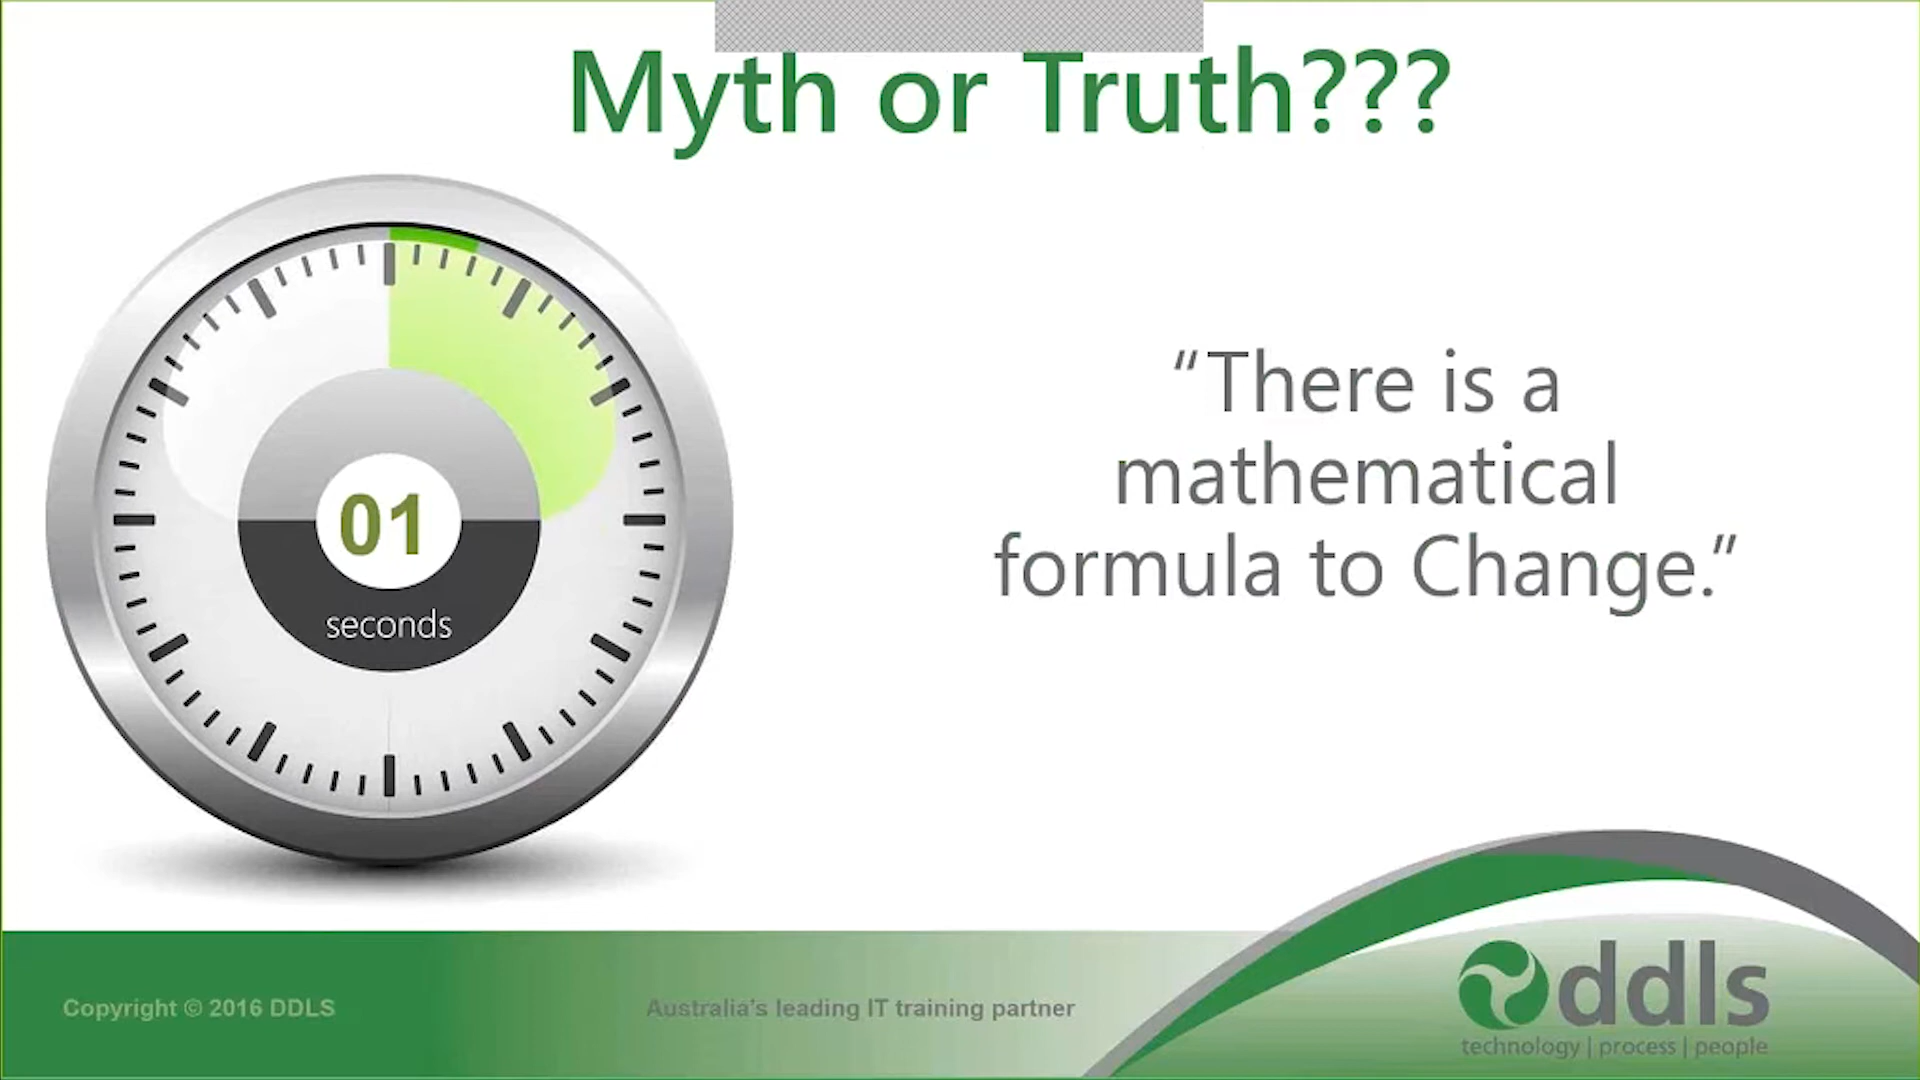 Myth or Truth???
“There is a
mathematical
formula to Change.”
01
seconds
Copyright © 2016 DDLS
Australia's leading IT training partner
ddls
technology | process | people